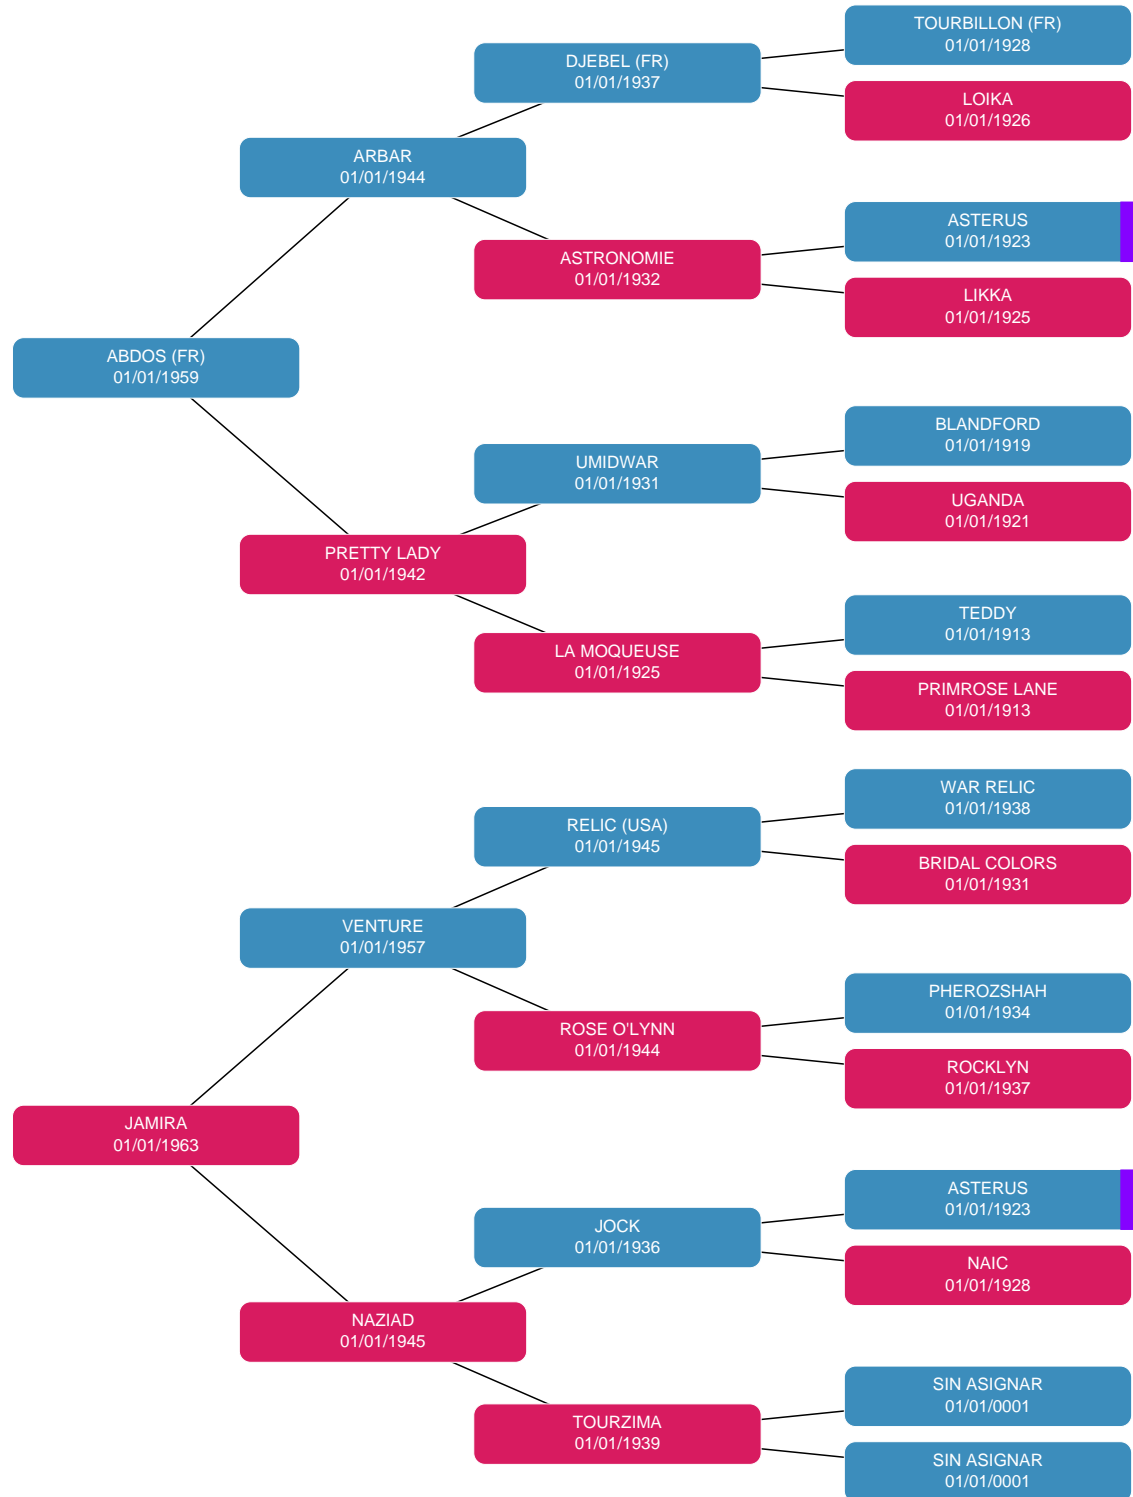 TOURBILLON (FR)
01/01/1928
DJEBEL (FR)
01/01/1937
LOIKA
01/01/1926
ARBAR
01/01/1944
ASTERUS
01/01/1923
ASTRONOMIE
01/01/1932
LIKKA
01/01/1925
ABDOS (FR)
01/01/1959
BLANDFORD
01/01/1919
UMIDWAR
01/01/1931
UGANDA
01/01/1921
PRETTY LADY
01/01/1942
TEDDY
01/01/1913
LA MOQUEUSE
01/01/1925
PRIMROSE LANE
01/01/1913
WAR RELIC
01/01/1938
RELIC (USA)
01/01/1945
BRIDAL COLORS
01/01/1931
VENTURE
01/01/1957
PHEROZSHAH
01/01/1934
ROSE O'LYNN
01/01/1944
ROCKLYN
01/01/1937
JAMIRA
01/01/1963
ASTERUS
01/01/1923
JOCK
01/01/1936
NAIC
01/01/1928
NAZIAD
01/01/1945
SIN ASIGNAR
01/01/0001
TOURZIMA
01/01/1939
SIN ASIGNAR
01/01/0001